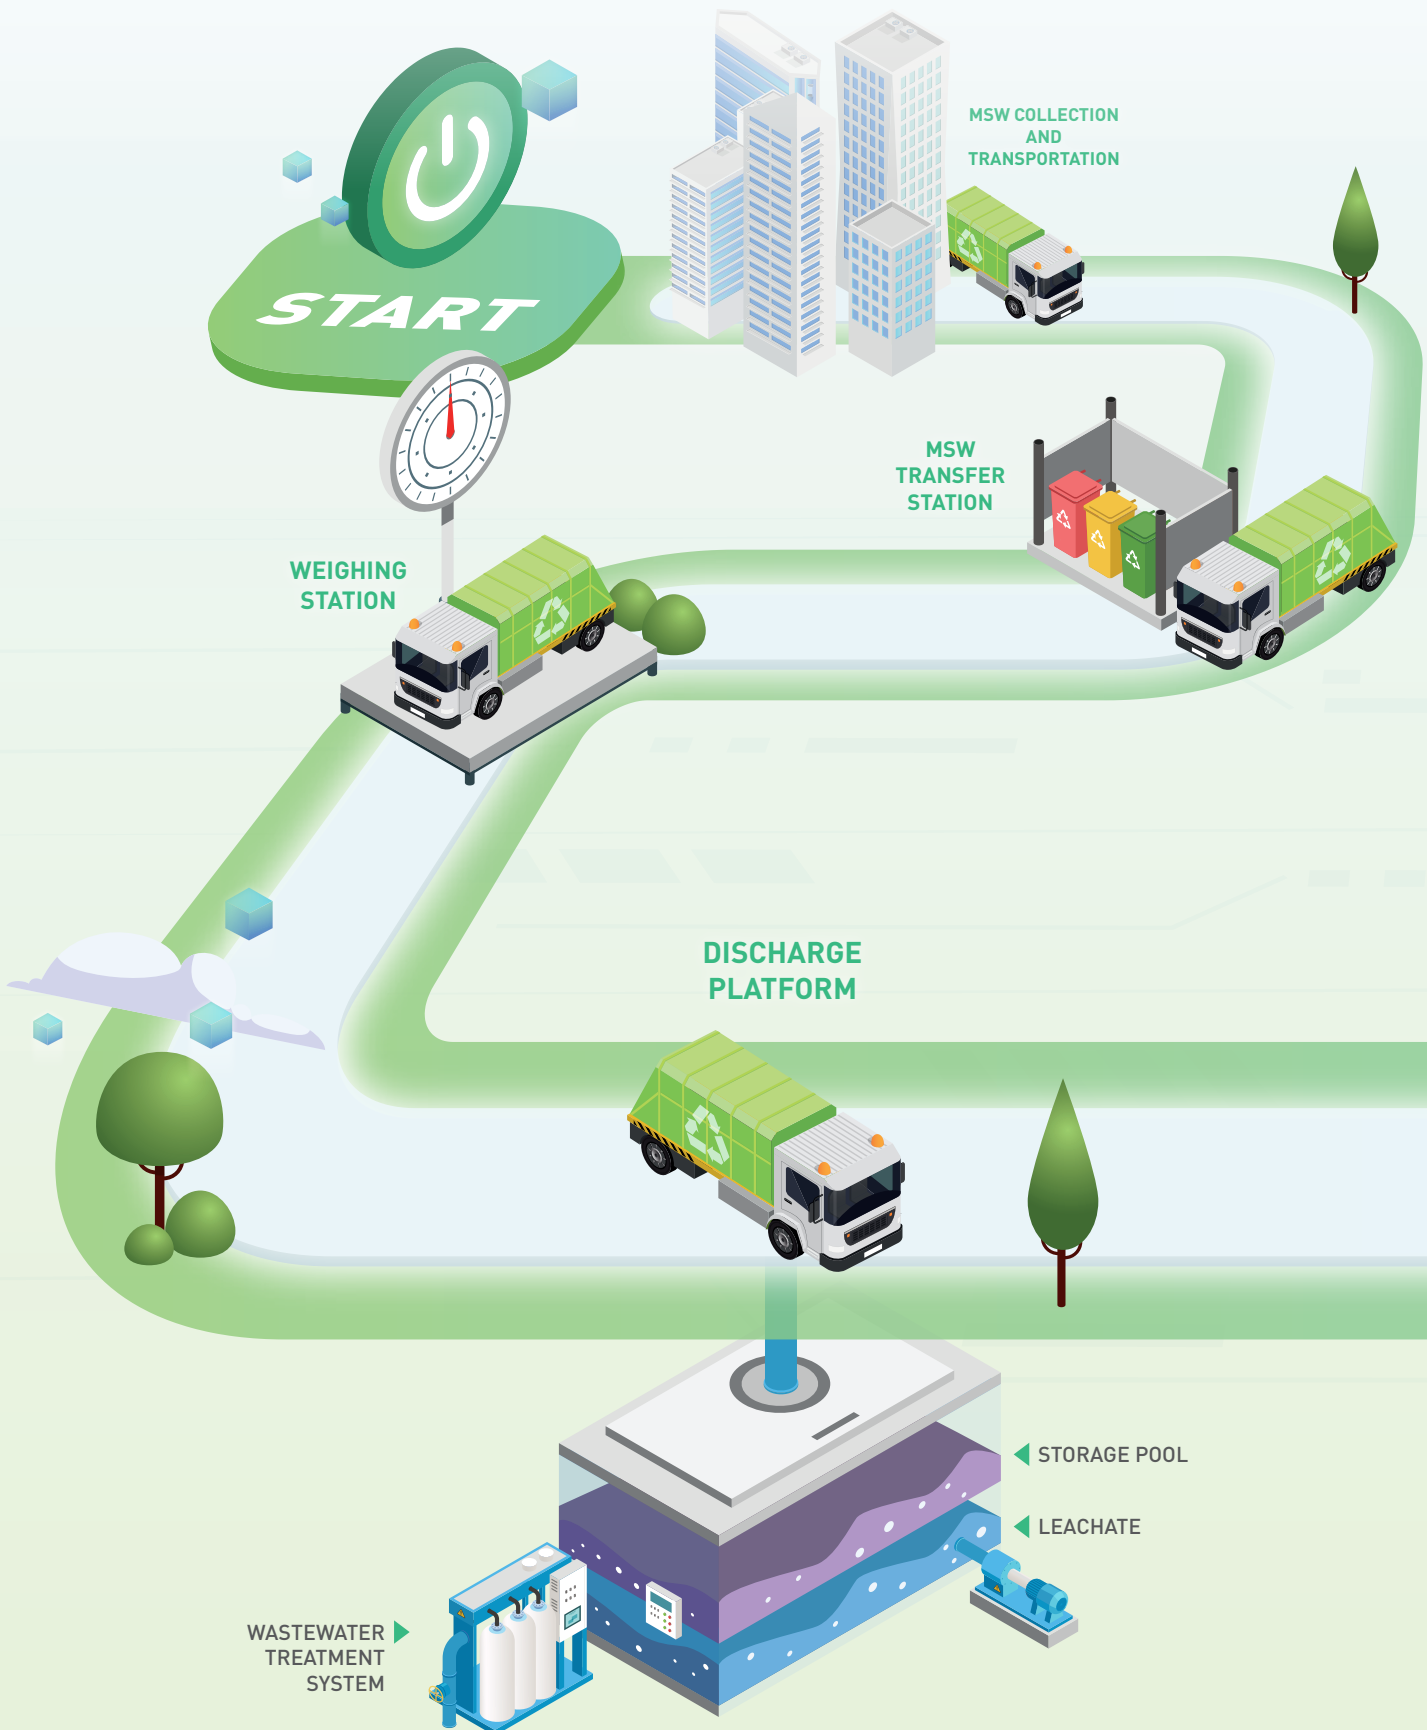 MSW COLLECTION
AND
TRANSPORTATION
START
MSW
TRANSFER
STATION
WEIGHING
STATION
DISCHARGE
PLATFORM
STORAGE POOL
LEACHATE
WASTEWATER
TREATMENT
SYSTEM